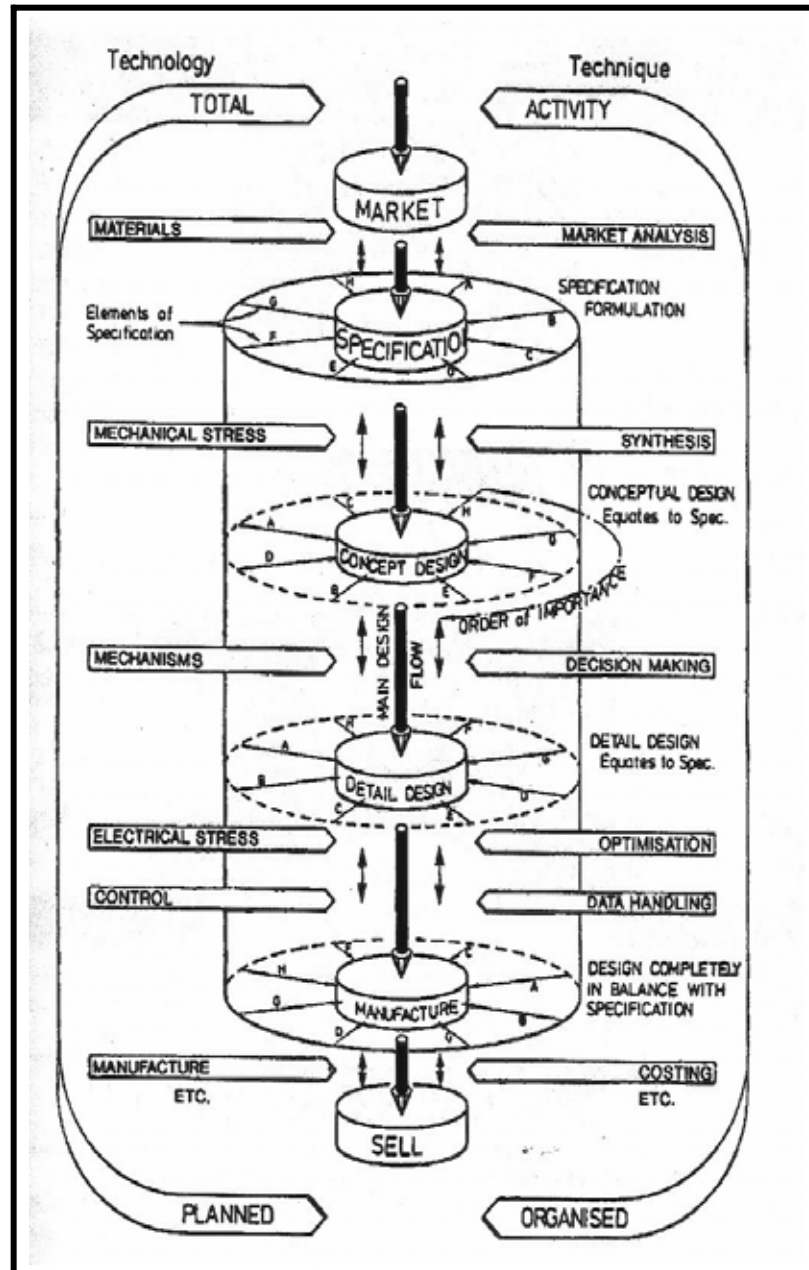 Technology
Technique
TOTAL
ACTIVITY
MARKET
MATERIALS
MARKET ANALYSIS
H
A
SPECIFICATION
FORMULATION
G
B
Elements of
Specification
SPECIFICATION
F
C
E
D
MECHANICAL STRESS
SYNTHESIS
CONCEPTUAL DESIGN
Equates to Spec.
C
H
A
G
D
CONCEPT DESIGN
F
B
E
ORDER of IMPORTANCE
MAIN DESIGN
FLOW
MECHANISMS
DECISION MAKING
H
F
DETAIL DESIGN
Equates to Spec.
A
G
B
DETAIL DESIGN
D
C
E
ELECTRICAL STRESS
OPTIMISATION
CONTROL
DATA HANDLING
C
H
A
DESIGN COMPLETELY
IN BALANCE WITH
SPECIFICATION
G
MANUFACTURE
B
D
G
MANUFACTURE
ETC.
COSTING
ETC.
SELL
PLANNED
ORGANISED